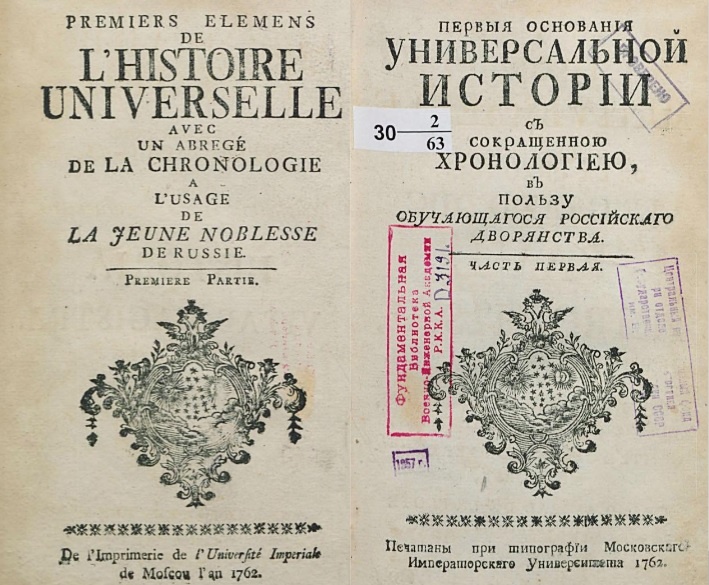 PREMIERS ELEMENS
DE
L'HISTOIRE
UNIVERSELLE
AVEC
UN ABREGÉ
DE LA CHRONOLOGIE
A
L'USAGE
DE
LA JEUNE NOBLESSE
DE RUSSIE.
PREMIERE PARTIE.
De l'Imprimerie de l'Université Imperiale
de Moscou l'an 1762.
ПЕРВЫЯ ОСНОВАНІЯ
УНИВЕРСАЛЬНОЙ
ИСТОРІИ
СЪ
СОКРАЩЕННОЮ
ХРОНОЛОГІЕЮ,
ВЪ
ПОЛЬЗУ
ОБУЧАЮЩАГОСЯ РОССІЙСКАГО
ДВОРЯНСТВА.
ЧАСТЬ ПЕРВАЯ.
Печатаны при типографіи Московскаго
Императорскаго Университета 1762.
30 2
63
ПРОВЕРЕНО
Фундаментальная
Библиотека
Военно-Инженерной Академии
Р.К.К.А.
1957 г.